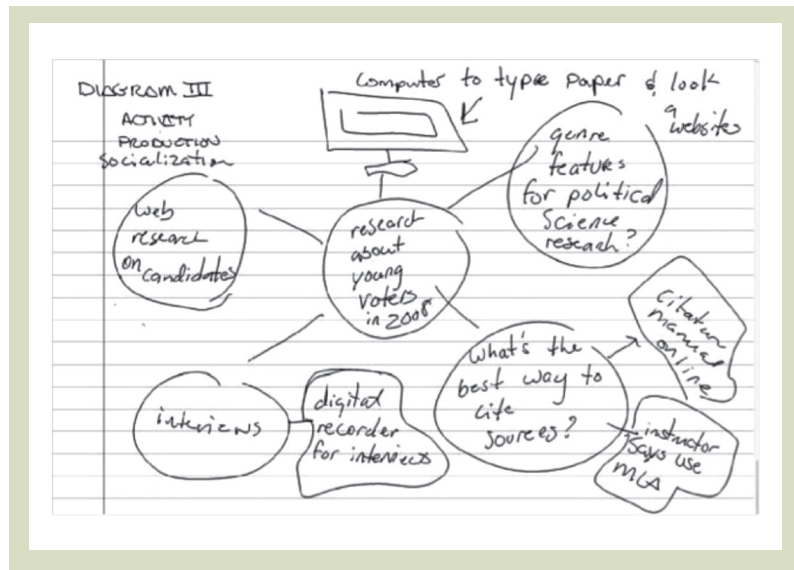 DIAGRAM III
ACTIVITY
PRODUCTION
Socialization
Computer to type paper & look
@ websites
genre
features
for political
Science
research?
web
research
on candidates
research
about
young
voters
in 2008
What's the
best way to
cite
sources?
citation
manual
online
interviews
digital
recorder
for interviews
instructor
says use
MLA